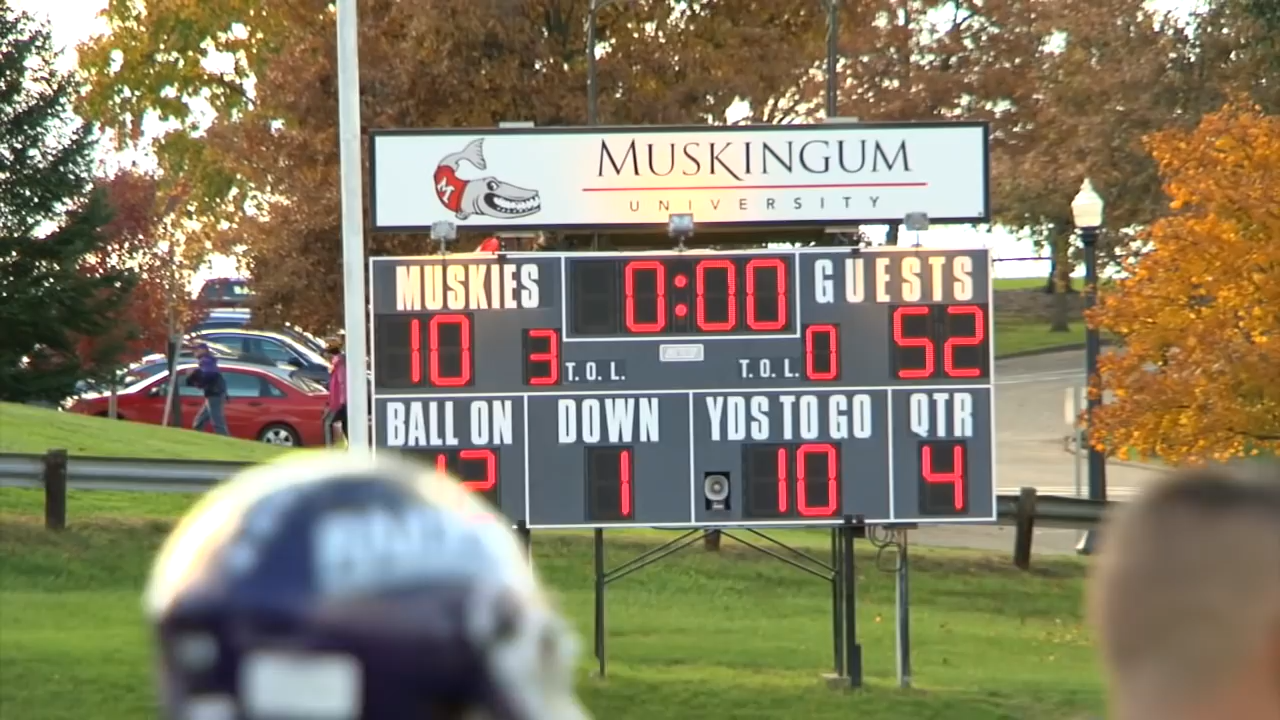 M
MUSKINGUM
UNIVERSITY
MUSKIES 0:00 GUESTS
10 3 T.O.L. T.O.L. 0 52
BALL ON DOWN YDS TO GO QTR
1 10 4